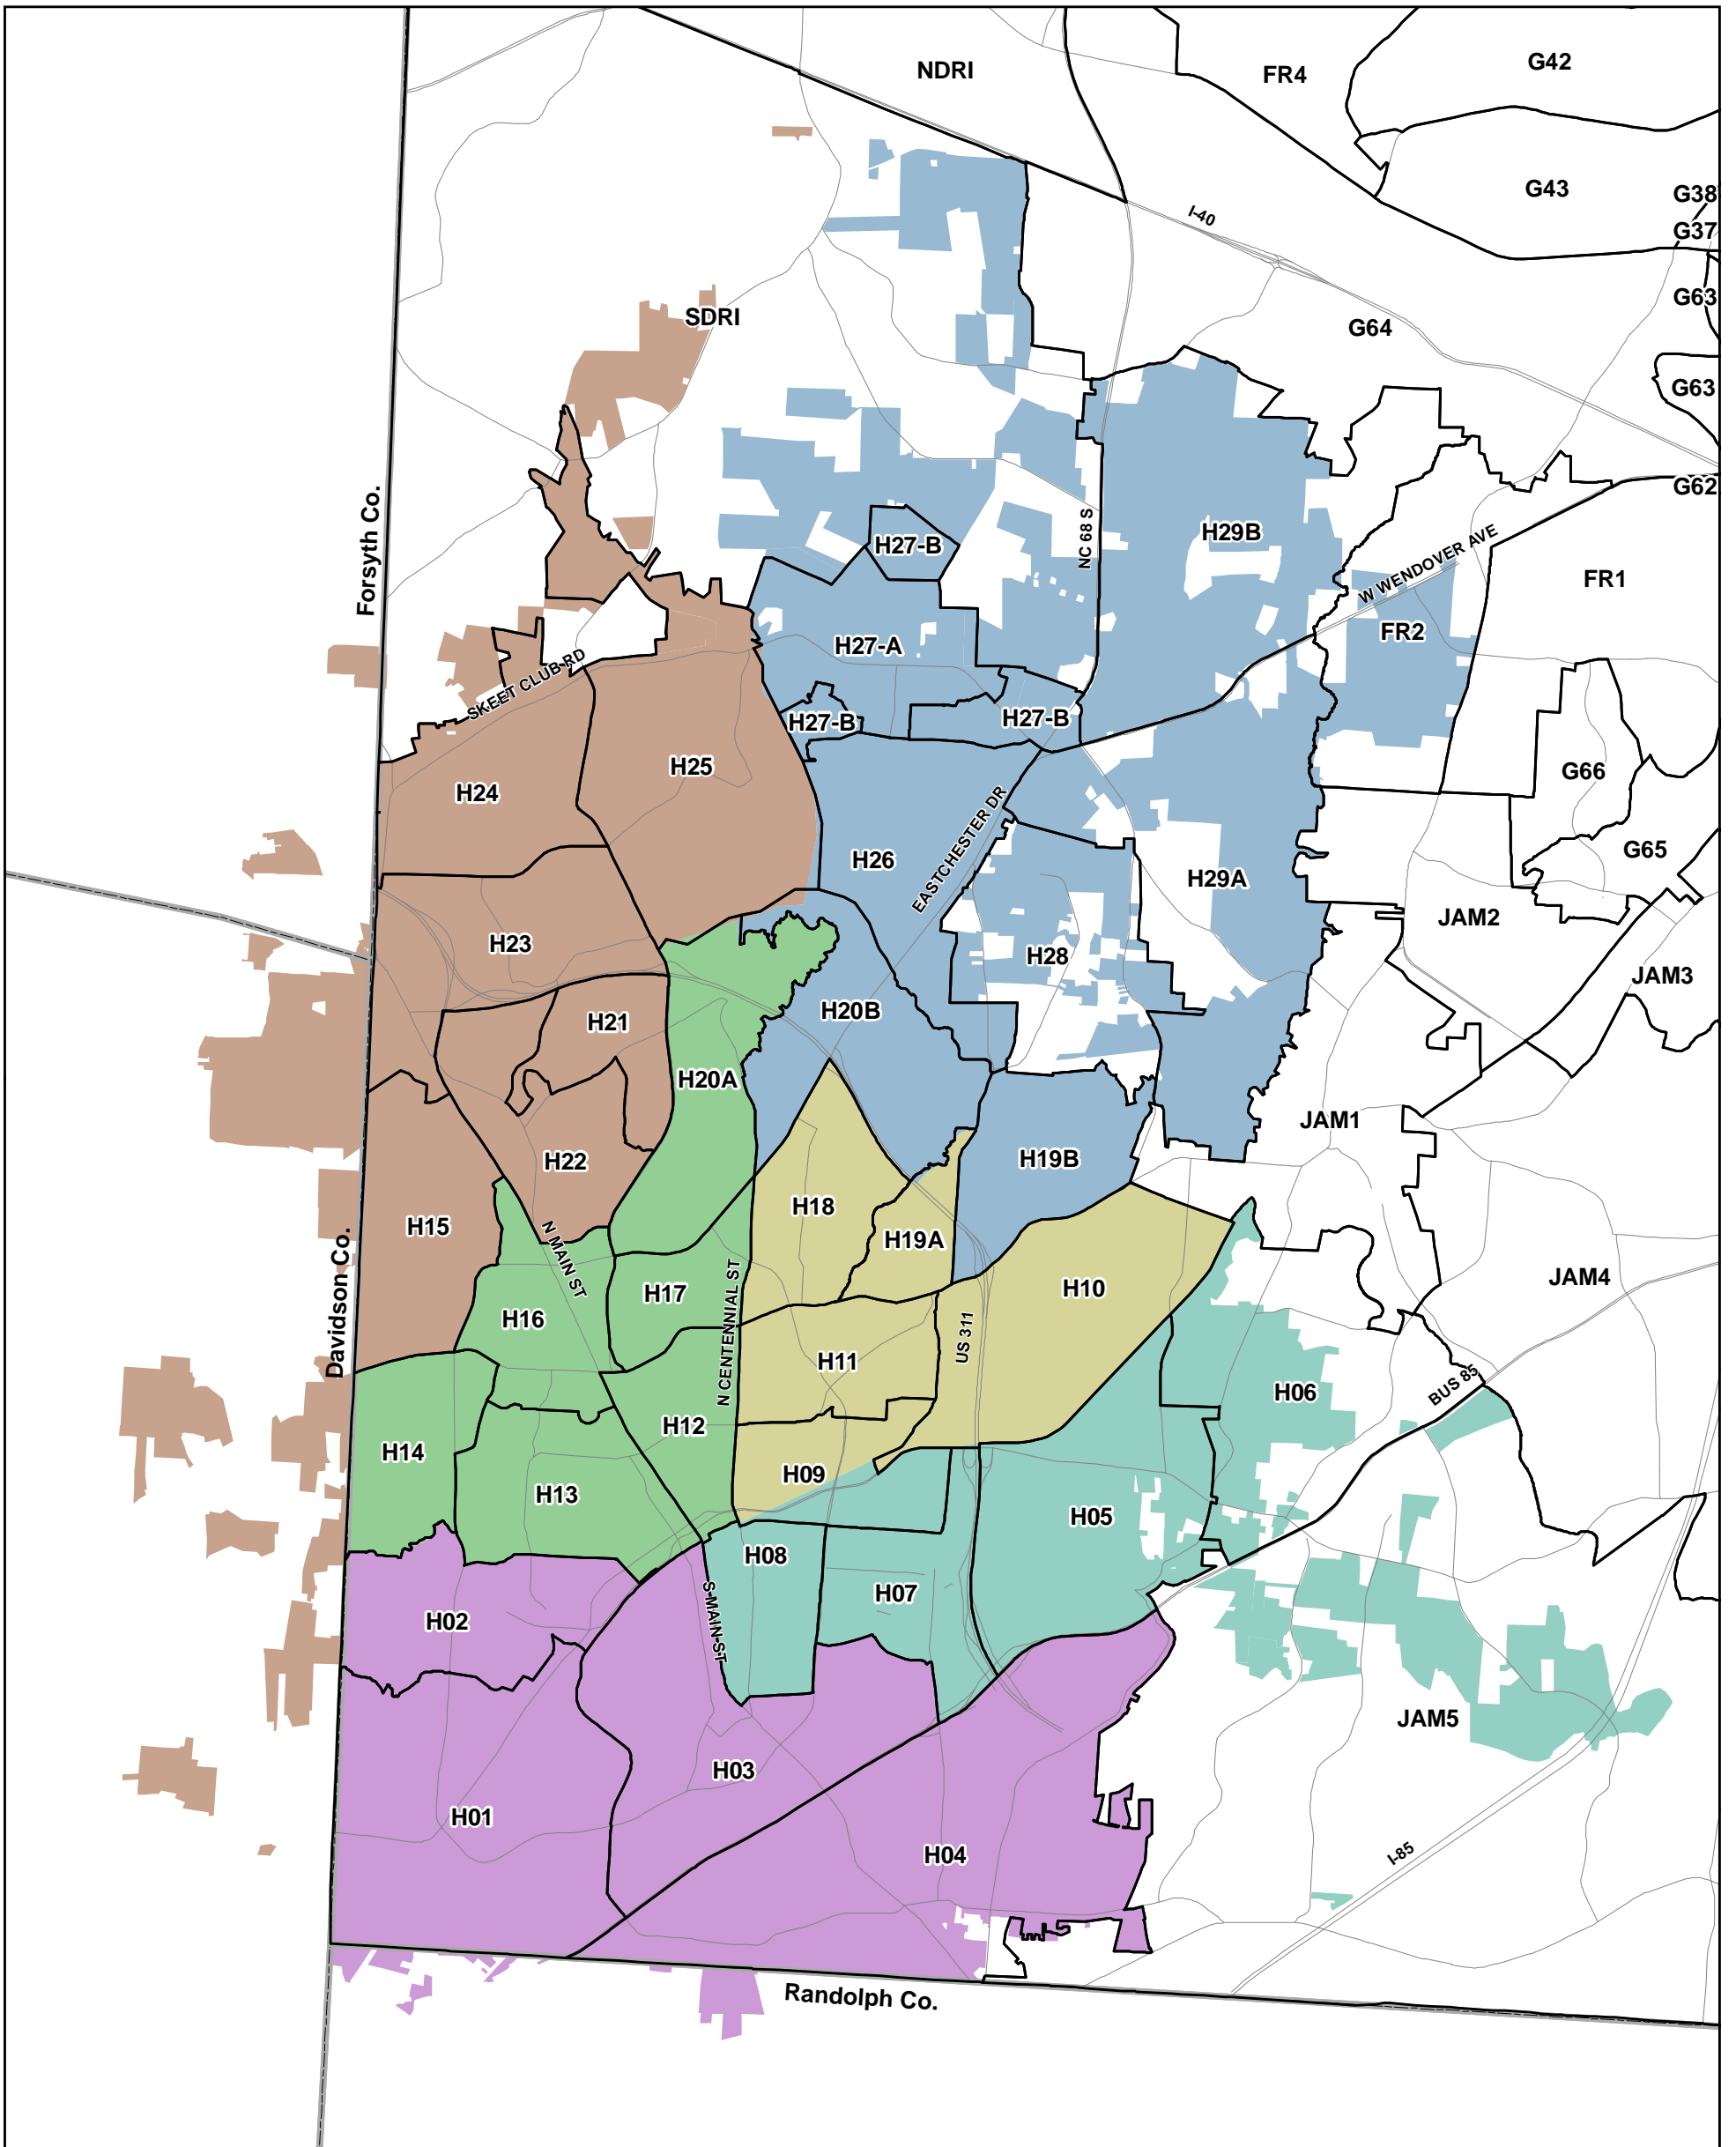 NDRI
FR4
G42
G43
G38
G37
I-40
G63
SDRI
G64
G63
G62
Forsyth Co.
NC 68 S
H29B
W WENDOVER AVE
H27-B
FR1
FR2
H27-A
SKEET CLUB RD
H27-B
H27-B
H25
G66
H24
EASTCHESTER DR
H26
G65
H29A
JAM2
H23
H28
JAM3
H20B
H21
H20A
JAM1
H22
H19B
H18
H15
N MAIN ST
H19A
Davidson Co.
JAM4
H10
H17
N CENTENNIAL ST
H16
US 311
H11
H06
BUS 85
H12
H14
H09
H13
H05
H08
H07
S MAIN ST
H02
JAM5
H03
H01
H04
I-85
Randolph Co.